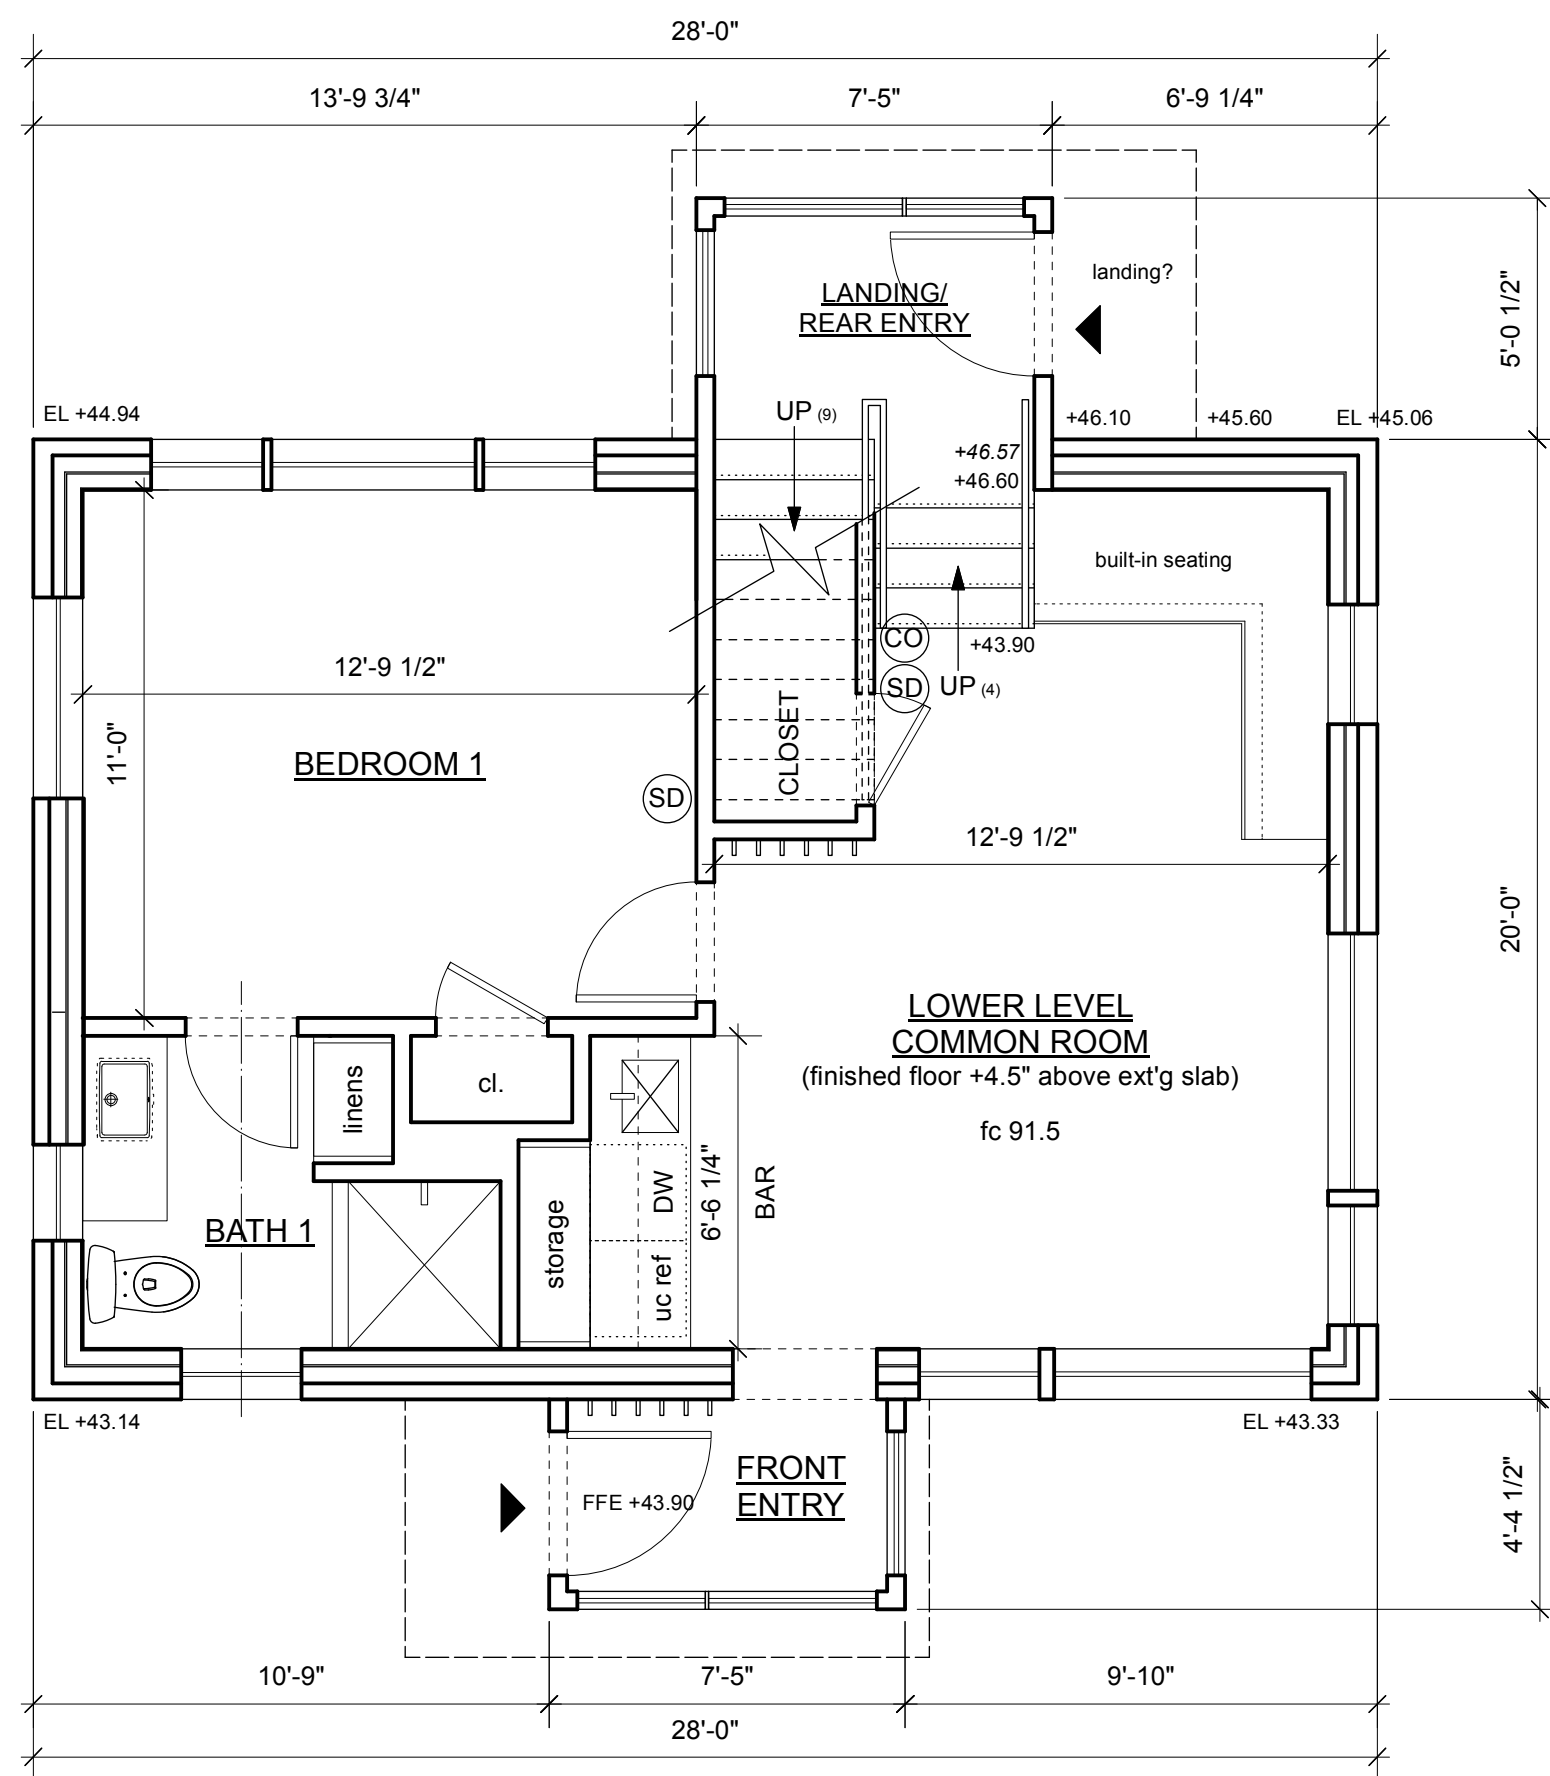 28'-0"
13'-9 3/4"
7'-5"
6'-9 1/4"
landing?
LANDING/
REAR ENTRY
5'-0 1/2"
EL +44.94
UP (9)
+46.10
+45.60
EL +45.06
+46.57
+46.60
built-in seating
CO
+43.90
SD
UP (4)
12'-9 1/2"
11'-0"
BEDROOM 1
CLOSET
SD
12'-9 1/2"
20'-0"
LOWER LEVEL
COMMON ROOM
(finished floor +4.5" above ext'g slab)
fc 91.5
linens
cl.
6'-6 1/4"
BAR
DW
storage
uc ref
BATH 1
EL +43.14
EL +43.33
FRONT
ENTRY
FFE +43.90
4'-4 1/2"
10'-9"
7'-5"
9'-10"
28'-0"